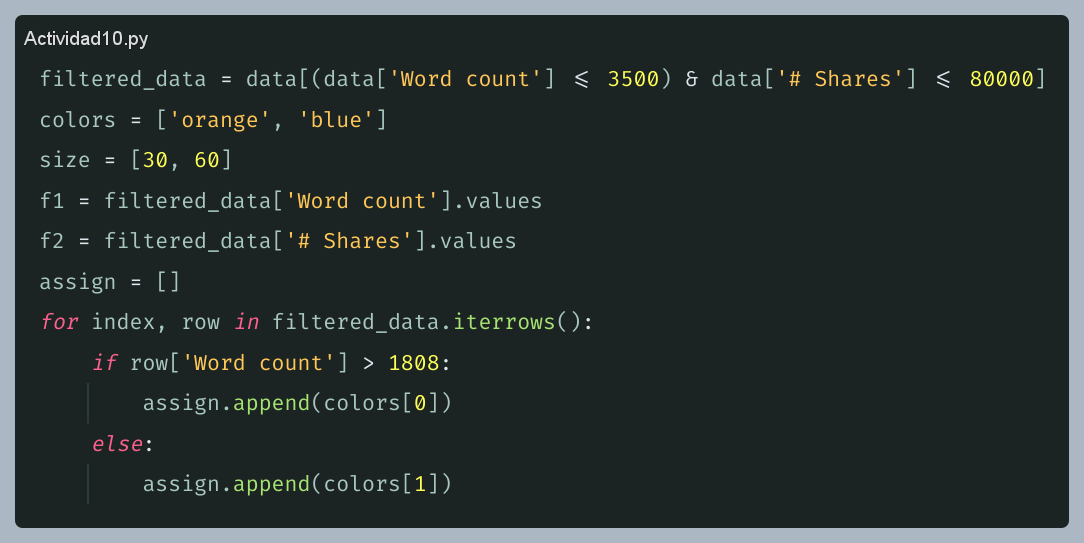 Actividad10.py
filtered_data = data[(data['Word count'] <= 3500) & data['# Shares'] <= 80000]
colors = ['orange', 'blue']
size = [30, 60]
f1 = filtered_data['Word count'].values
f2 = filtered_data['# Shares'].values
assign = []
for index, row in filtered_data.iterrows():
    if row['Word count'] > 1808:
        assign.append(colors[0])
    else:
        assign.append(colors[1])